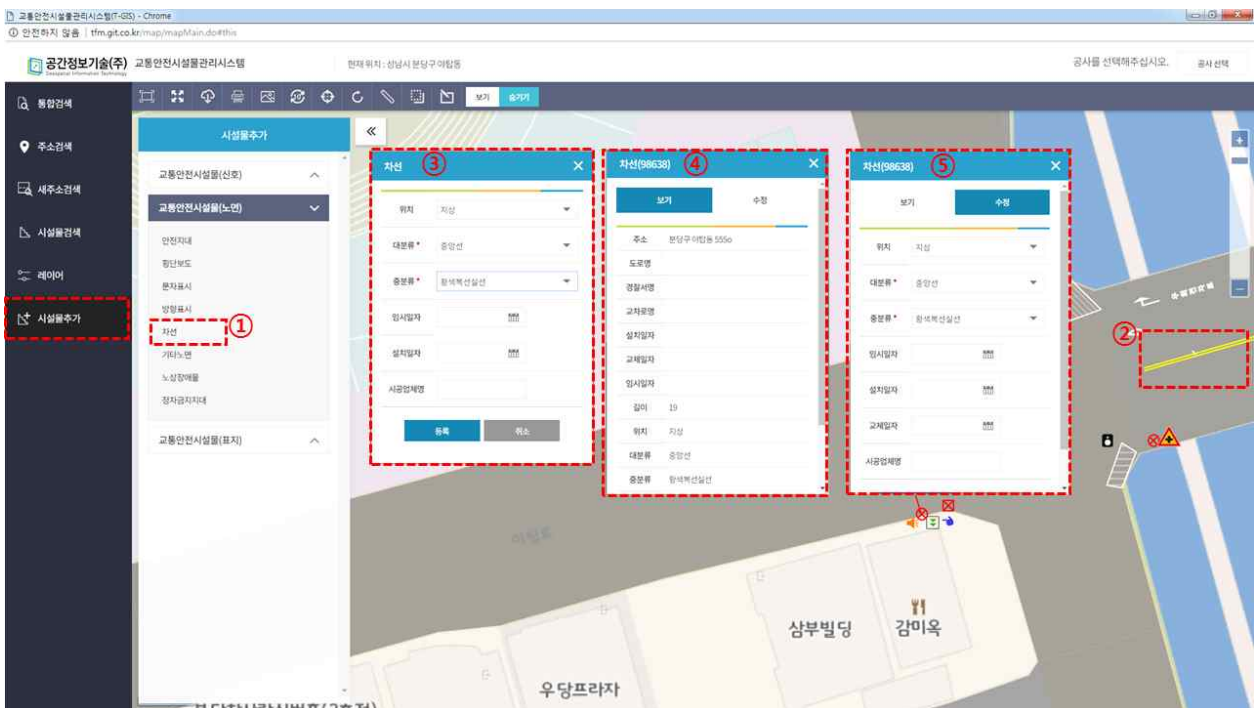 교통안전시설물관리시스템(T-GIS) - Chrome
안전하지 않음 | tfm.git.co.kr/map/mapMain.do#this
공간정보기술(주) 교통안전시설물관리시스템
Geospatial Information Technology
현재 위치 : 성남시 분당구 야탑동
공사를 선택해주십시오.
공사 선택
통합검색
주소검색
새주소검색
시설물검색
레이어
시설물추가
보기 숨기기
시설물추가
교통안전시설물(신호)
교통안전시설물(노면)
안전지대
횡단보도
문자표시
방향표시
차선
①
기타노면
노상장애물
정차금지지대
교통안전시설물(표지)
차선 ③
위치 지상
대분류 * 중앙선
중분류 * 황색복선실선
임시일자
설치일자
시공업체명
등록 취소
차선(98638) ④
보기 수정
주소 분당구 야탑동 555o
도로명
경찰서명
교차로명
설치일자
교체일자
임시일자
길이 19
위치 지상
대분류 중앙선
중분류 황색복선실선
차선(98638) ⑤
보기 수정
위치 지상
대분류 * 중앙선
중분류 * 황색복선실선
임시일자
설치일자
교체일자
시공업체명
②
삼부빌딩
감미옥
우당프라자